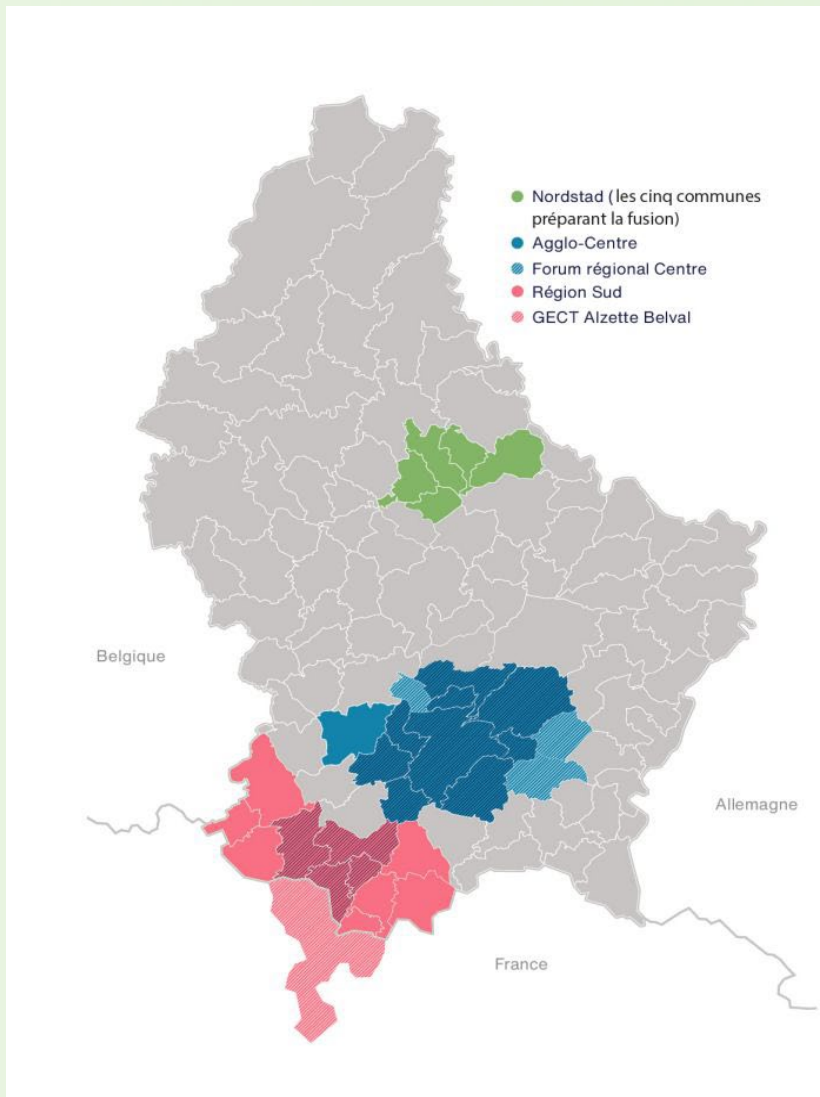 Nordstad (les cinq communes
préparant la fusion)
Agglo-Centre
Forum régional Centre
Région Sud
GECT Alzette Belval
Belgique
Allemagne
France